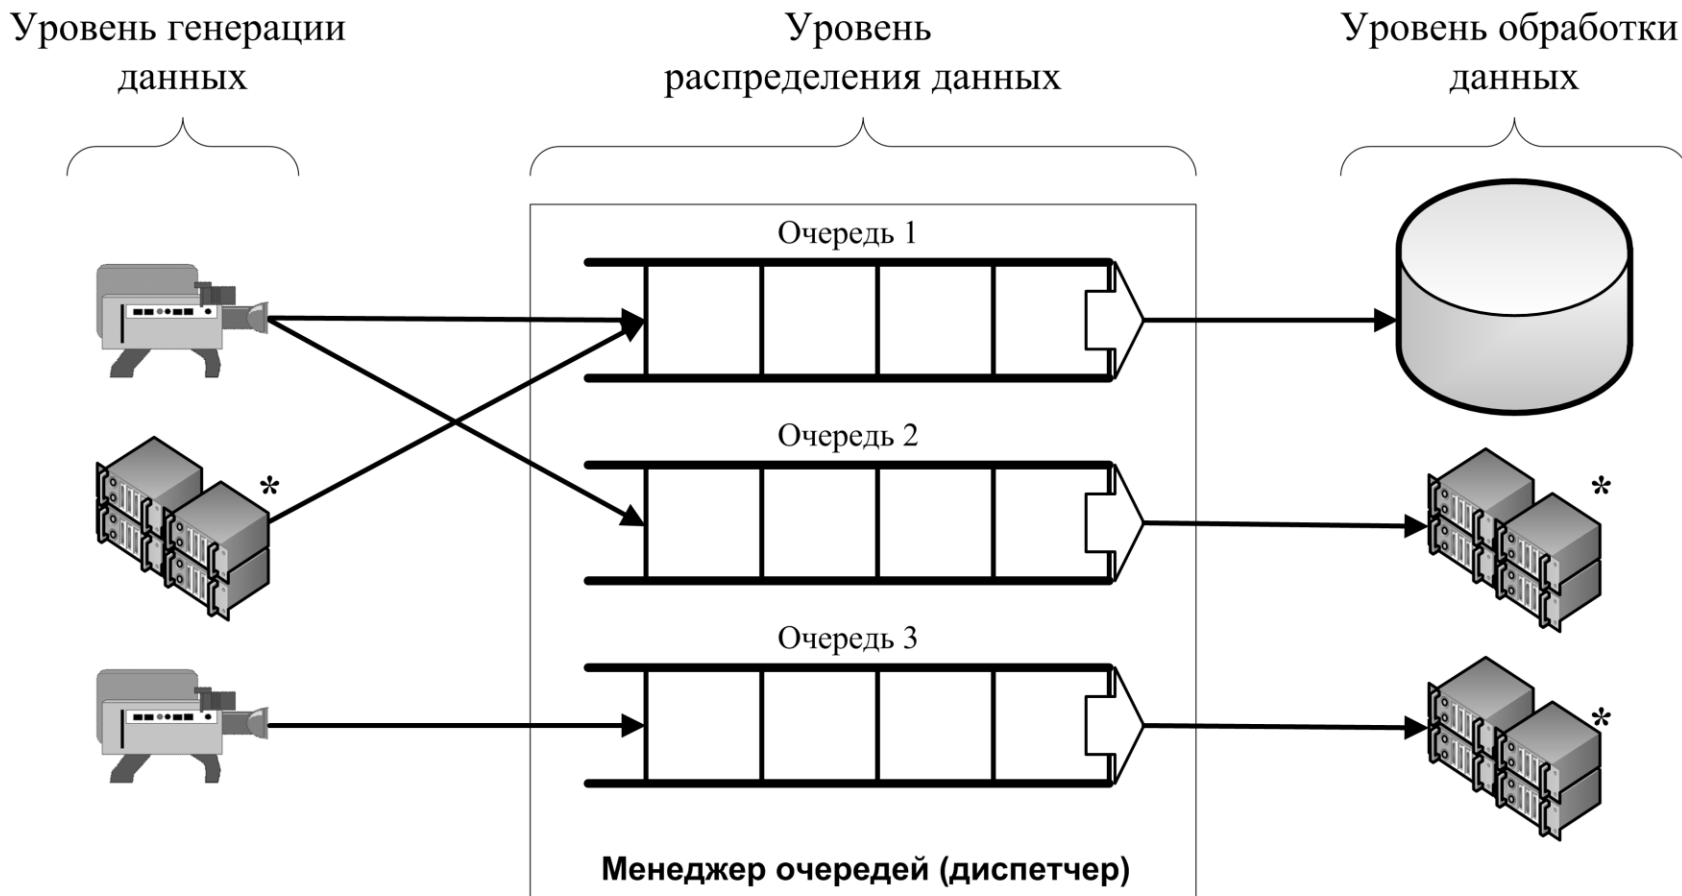 Уровень генерации
данных
Уровень
распределения данных
Уровень обработки
данных
Очередь 1
Очередь 2
*
*
Очередь 3
*
Менеджер очередей (диспетчер)